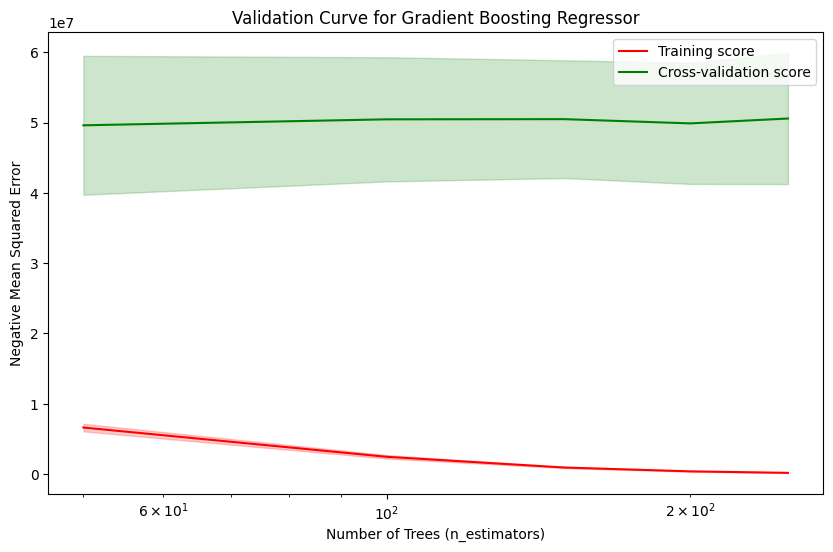 Validation Curve for Gradient Boosting Regressor
1e7
Training score
Cross-validation score
6
5
4
3
2
1
0
Negative Mean Squared Error
6 × 10¹
10²
2 × 10²
Number of Trees (n_estimators)